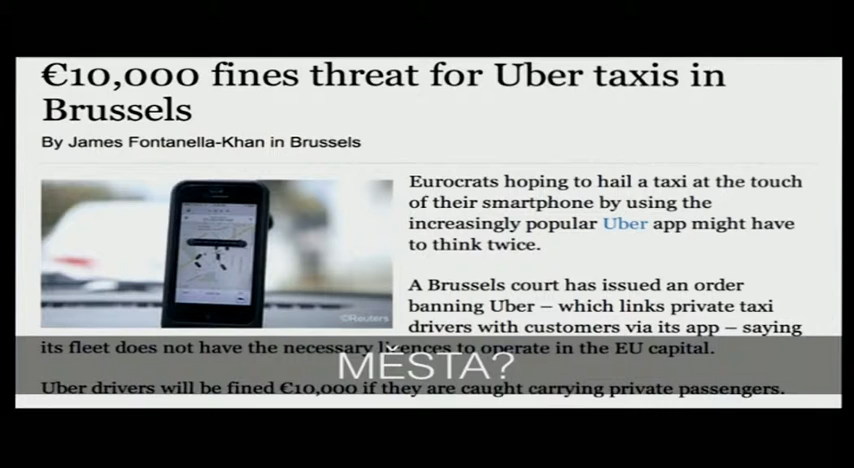 €10,000 fines threat for Uber taxis in
Brussels
By James Fontanella-Khan in Brussels
Eurocrats hoping to hail a taxi at the touch
of their smartphone by using the
increasingly popular Uber app might have
to think twice.
©Reuters
A Brussels court has issued an order
banning Uber – which links private taxi
drivers with customers via its app – saying
its fleet does not have the necessary licences to operate in the EU capital.
MĚSTA?
Uber drivers will be fined €10,000 if they are caught carrying private passengers.